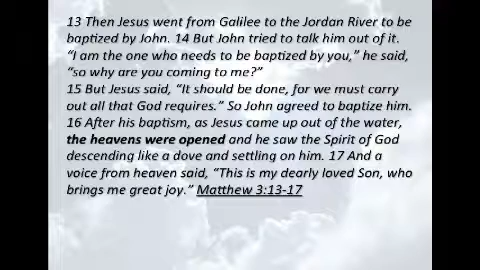 13 Then Jesus went from Galilee to the Jordan River to be
baptized by John. 14 But John tried to talk him out of it.
“I am the one who needs to be baptized by you,” he said,
“so why are you coming to me?”
15 But Jesus said, “It should be done, for we must carry
out all that God requires.” So John agreed to baptize him.
16 After his baptism, as Jesus came up out of the water,
the heavens were opened and he saw the Spirit of God
descending like a dove and settling on him. 17 And a
voice from heaven said, “This is my dearly loved Son, who
brings me great joy.” Matthew 3:13-17